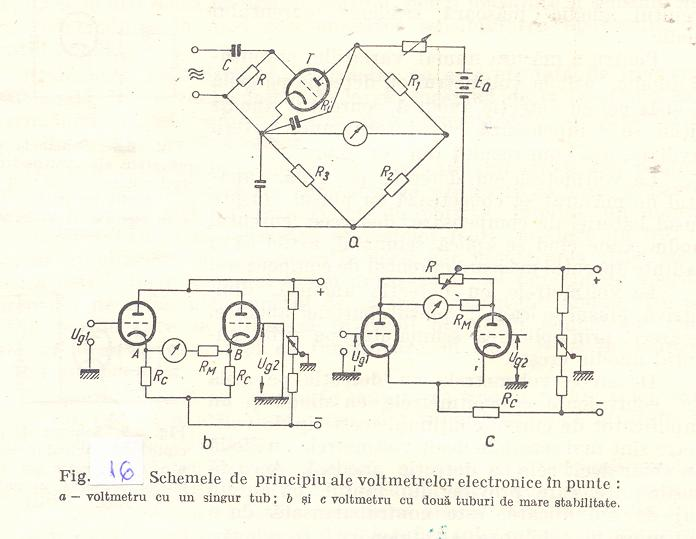 T
C
R
Ri
R1
Ea
R3
R2
a
Ug1
A
B
RM
RC
RC
Ug2
+
−
b
R
RM
Ug1
Ug2
RC
+
−
c
Fig. 16 Schemele de principiu ale voltmetrelor electronice în punte :
a — voltmetru cu un singur tub; b și c voltmetru cu două tuburi de mare stabilitate.